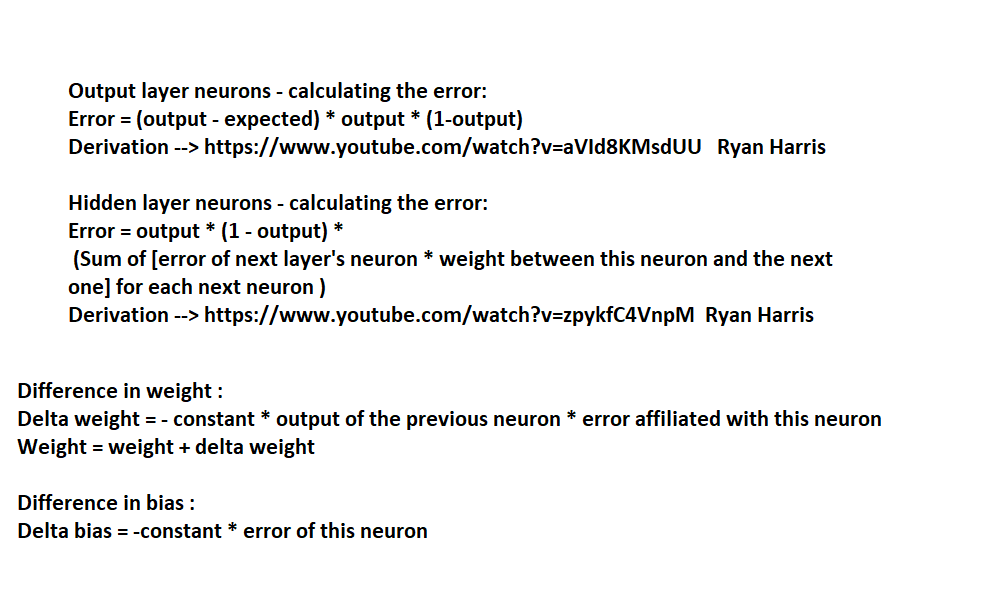 Output layer neurons - calculating the error:
Error = (output - expected) * output * (1-output)
Derivation --> https://www.youtube.com/watch?v=aVId8KMsdUU   Ryan Harris
Hidden layer neurons - calculating the error:
Error = output * (1 - output) *
(Sum of [error of next layer's neuron * weight between this neuron and the next
one] for each next neuron )
Derivation --> https://www.youtube.com/watch?v=zpykfC4VnpM  Ryan Harris
Difference in weight :
Delta weight = - constant * output of the previous neuron * error affiliated with this neuron
Weight = weight + delta weight
Difference in bias :
Delta bias = -constant * error of this neuron